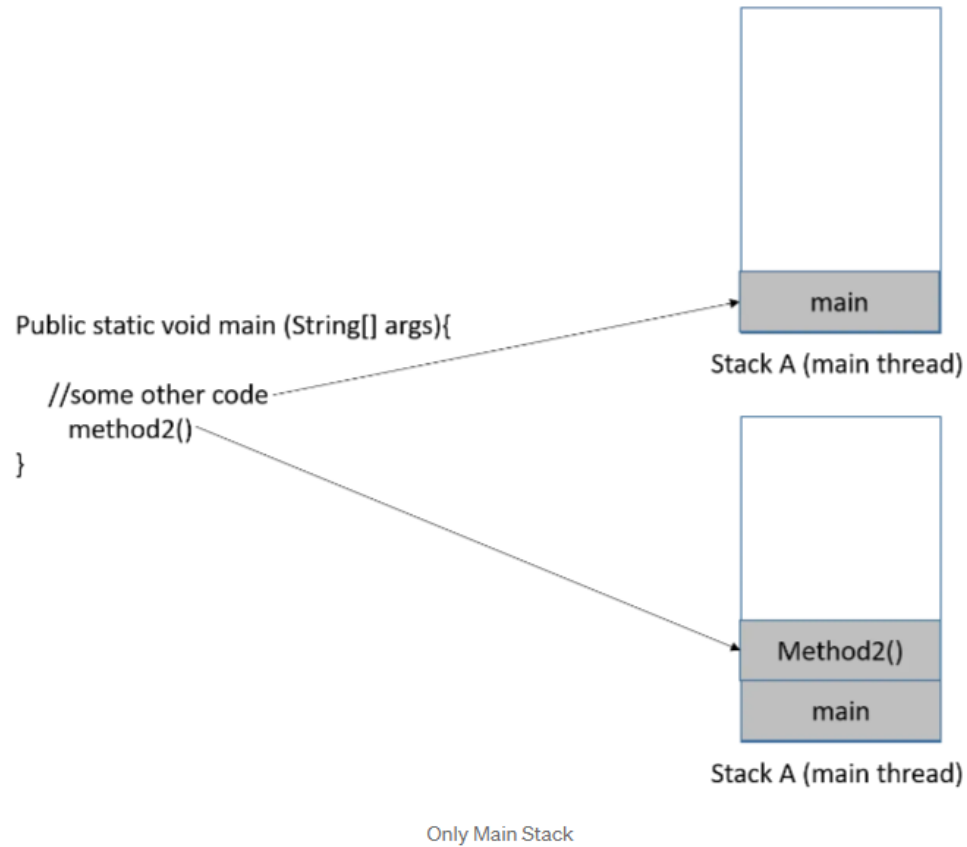 main
Stack A (main thread)
Public static void main (String[] args){
//some other code
method2()
}
Method2()
main
Stack A (main thread)
Only Main Stack